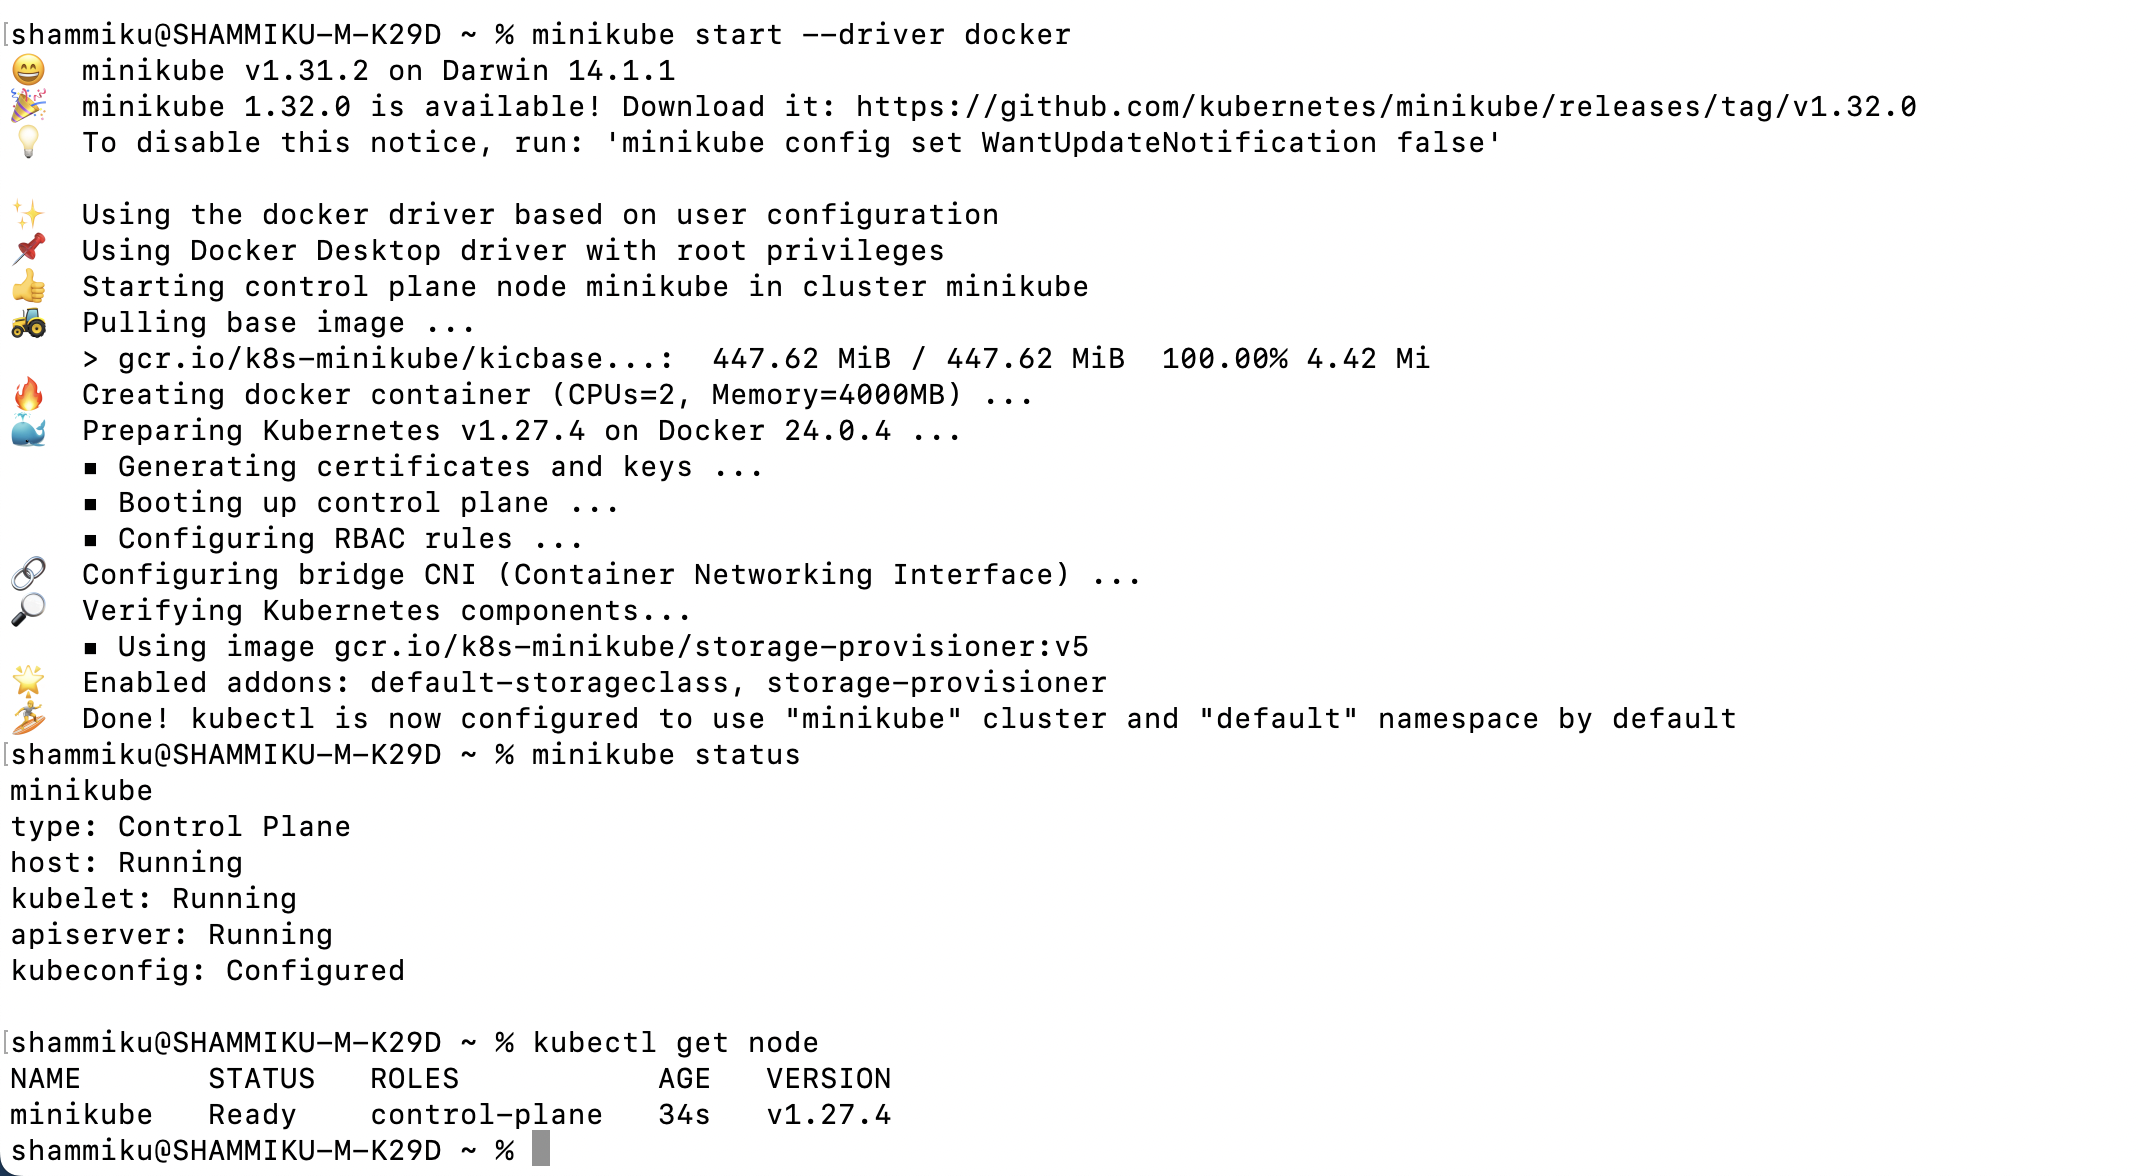 shammiku@SHAMMIKU-M-K29D ~ % minikube start --driver docker
😄  minikube v1.31.2 on Darwin 14.1.1
🎉  minikube 1.32.0 is available! Download it: https://github.com/kubernetes/minikube/releases/tag/v1.32.0
💡  To disable this notice, run: 'minikube config set WantUpdateNotification false'

✨  Using the docker driver based on user configuration
📌  Using Docker Desktop driver with root privileges
👍  Starting control plane node minikube in cluster minikube
🚜  Pulling base image ...
    > gcr.io/k8s-minikube/kicbase...:  447.62 MiB / 447.62 MiB  100.00% 4.42 Mi
🔥  Creating docker container (CPUs=2, Memory=4000MB) ...
🐳  Preparing Kubernetes v1.27.4 on Docker 24.0.4 ...
    ▪ Generating certificates and keys ...
    ▪ Booting up control plane ...
    ▪ Configuring RBAC rules ...
🔗  Configuring bridge CNI (Container Networking Interface) ...
🔎  Verifying Kubernetes components...
    ▪ Using image gcr.io/k8s-minikube/storage-provisioner:v5
🌟  Enabled addons: default-storageclass, storage-provisioner
🏄  Done! kubectl is now configured to use "minikube" cluster and "default" namespace by default
shammiku@SHAMMIKU-M-K29D ~ % minikube status
minikube
type: Control Plane
host: Running
kubelet: Running
apiserver: Running
kubeconfig: Configured

shammiku@SHAMMIKU-M-K29D ~ % kubectl get node
NAME       STATUS   ROLES           AGE   VERSION
minikube   Ready    control-plane   34s   v1.27.4
shammiku@SHAMMIKU-M-K29D ~ %